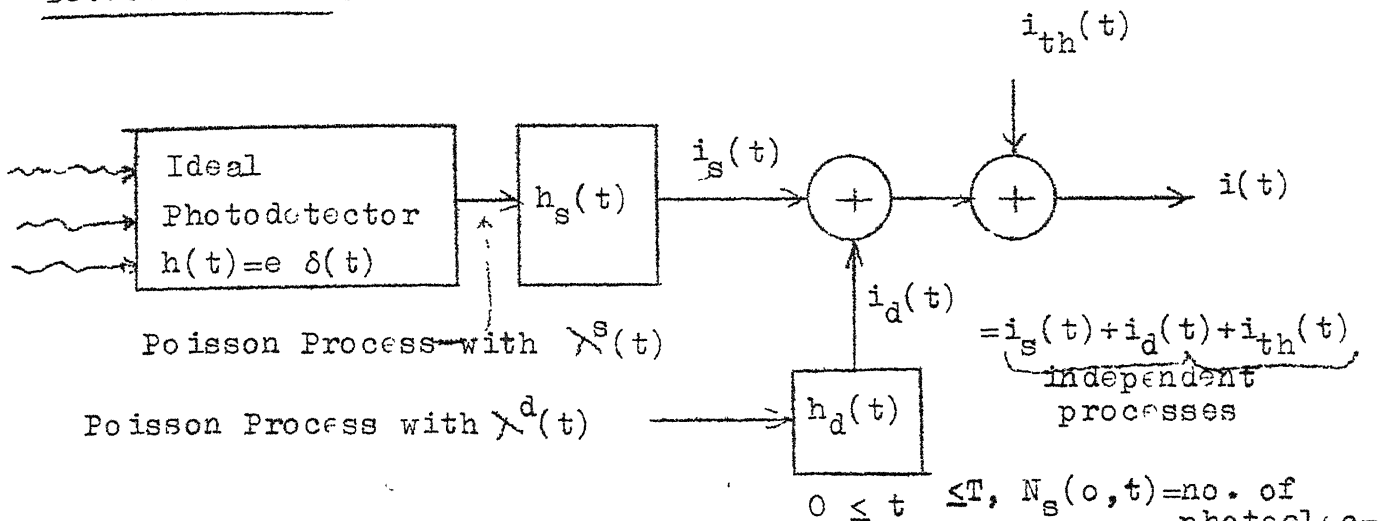 i_th(t)
Ideal
Photodetector
h(t)=e δ(t)
h_s(t)
i_s(t)
+
+
i(t)
i_d(t)
Poisson Process with λ^s(t)
=i_s(t)+i_d(t)+i_th(t)
independent
processes
Poisson Process with λ^d(t)
h_d(t)
0 ≤ t ≤T, N_s(o,t)=no. of